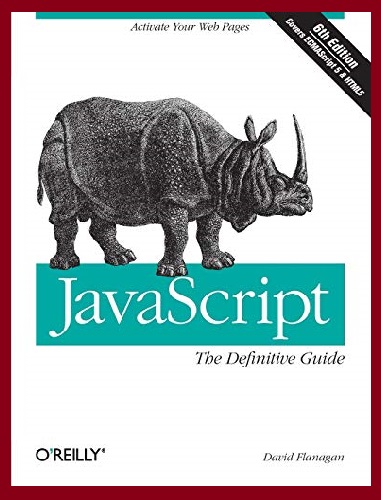 Activate Your Web Pages
6th Edition
Covers ECMAScript 5 & HTML5
JavaScript
The Definitive Guide
O'REILLY®
David Flanagan